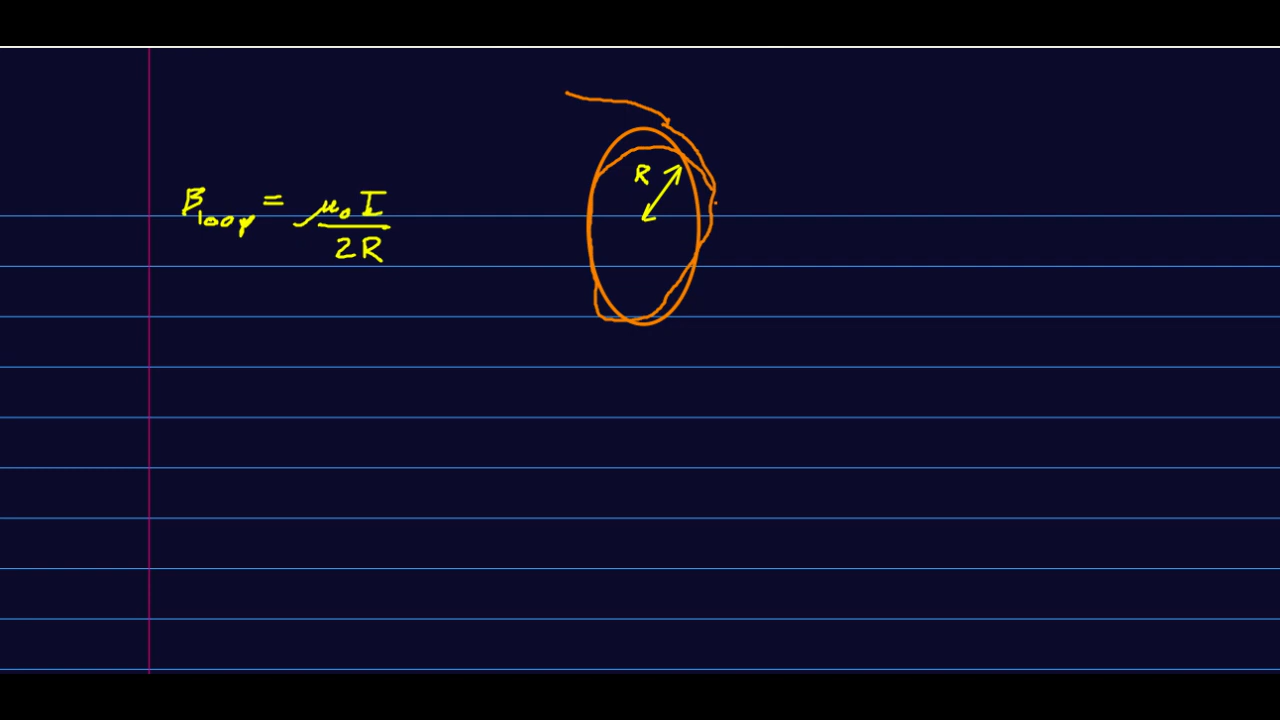 B_loop = μ₀I / 2R
R